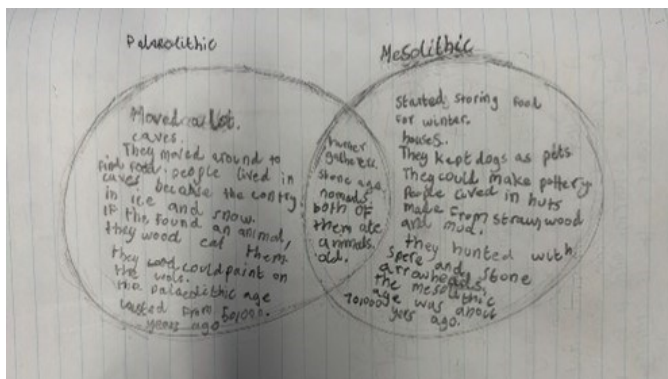 Palaeolithic
Moved a lot.
caves.
They moved around to
find food. people lived in
caves because the contry
in ice and snow.
IF the found an animal,
they wood eat them
they could paint on
the wals.
the palaeolithic age
lasted from
years ago
hunter
gatherers.
stone age.
nomads.
both OF
them ate
animals.
old.
Mesolithic
Started storing food
for winter.
houses.
They kept dogs as pets
They could make pottery
People lived in huts
made from straw, wood
and mud.
they hunted with
spere and stone
arrowheads.
the mesolithic
age was about
years ago.